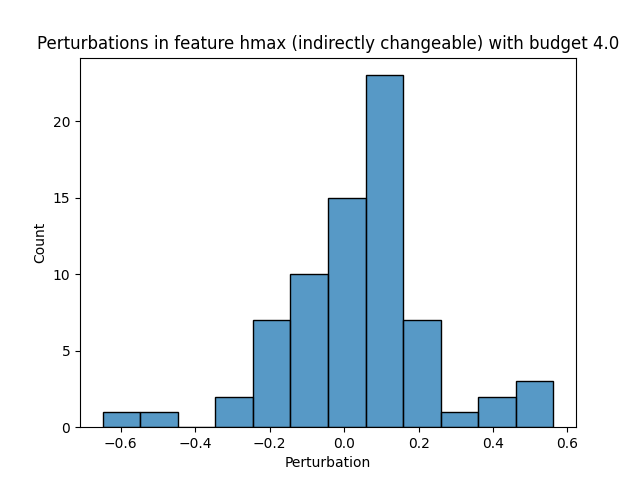 Perturbations in feature hmax (indirectly changeable) with budget 4.0
Count
20
15
10
5
0
−0.6 −0.4 −0.2 0.0 0.2 0.4 0.6
Perturbation